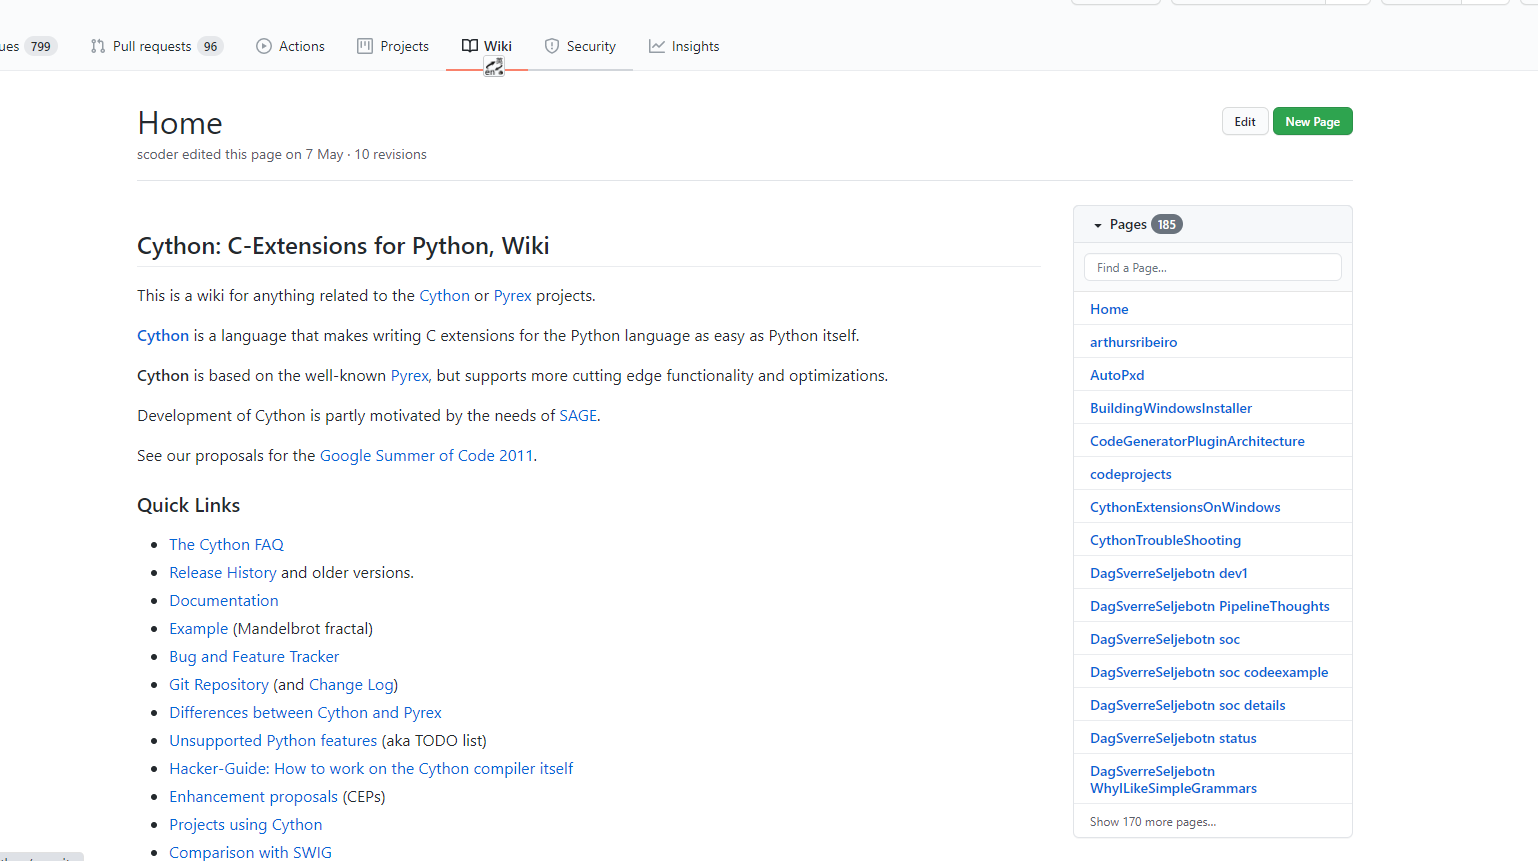 ues 799 Pull requests 96 Actions Projects Wiki Security Insights
Home
Edit New Page
scoder edited this page on 7 May · 10 revisions
Cython: C-Extensions for Python, Wiki
This is a wiki for anything related to the Cython or Pyrex projects.
Cython is a language that makes writing C extensions for the Python language as easy as Python itself.
Cython is based on the well-known Pyrex, but supports more cutting edge functionality and optimizations.
Development of Cython is partly motivated by the needs of SAGE.
See our proposals for the Google Summer of Code 2011.
Quick Links
The Cython FAQ
Release History and older versions.
Documentation
Example (Mandelbrot fractal)
Bug and Feature Tracker
Git Repository (and Change Log)
Differences between Cython and Pyrex
Unsupported Python features (aka TODO list)
Hacker-Guide: How to work on the Cython compiler itself
Enhancement proposals (CEPs)
Projects using Cython
Comparison with SWIG
Pages 185
Find a Page...
Home
arthursribeiro
AutoPxd
BuildingWindowsInstaller
CodeGeneratorPluginArchitecture
codeprojects
CythonExtensionsOnWindows
CythonTroubleShooting
DagSverreSeljebotn dev1
DagSverreSeljebotn PipelineThoughts
DagSverreSeljebotn soc
DagSverreSeljebotn soc codeexample
DagSverreSeljebotn soc details
DagSverreSeljebotn status
DagSverreSeljebotn
WhyILikeSimpleGrammars
Show 170 more pages...